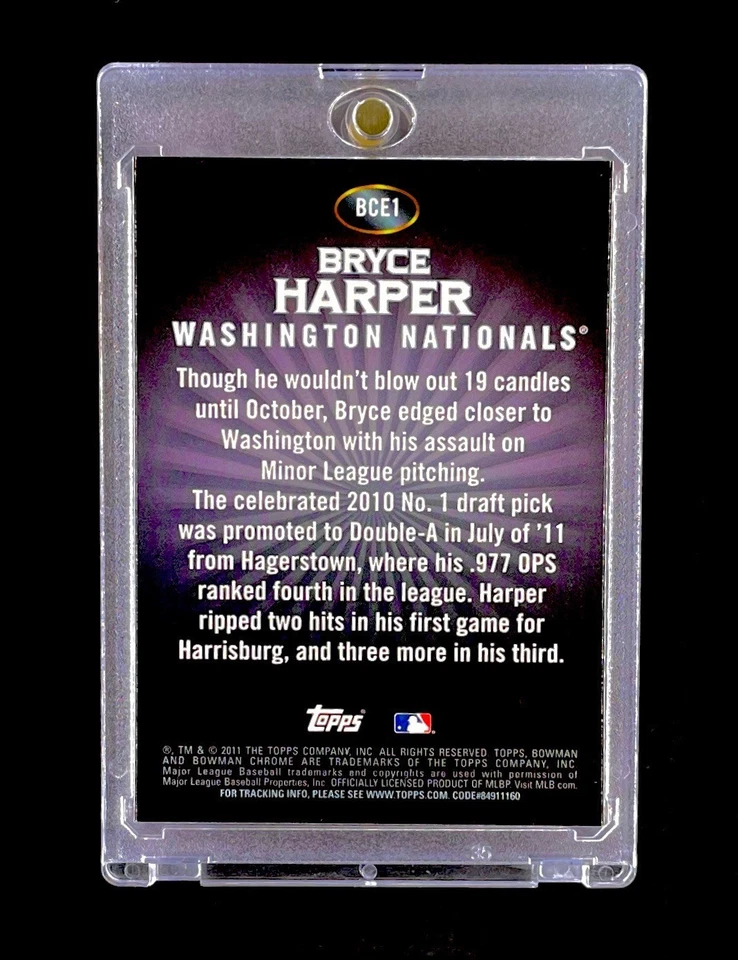 BCE1
BRYCE
HARPER
WASHINGTON NATIONALS®
Though he wouldn't blow out 19 candles
until October, Bryce edged closer to
Washington with his assault on
Minor League pitching.
The celebrated 2010 No. 1 draft pick
was promoted to Double-A in July of '11
from Hagerstown, where his .977 OPS
ranked fourth in the league. Harper
ripped two hits in his first game for
Harrisburg, and three more in his third.
topps®
®, TM & © 2011 THE TOPPS COMPANY, INC. ALL RIGHTS RESERVED. TOPPS, BOWMAN
AND BOWMAN CHROME ARE TRADEMARKS OF THE TOPPS COMPANY, INC
Major League Baseball trademarks and copyrights are used with permission of
Major League Baseball Properties, Inc OFFICIALLY LICENSED PRODUCT OF MLBP. Visit MLB.com.
FOR TRACKING INFO, PLEASE SEE WWW.TOPPS.COM. CODE#84911160
35